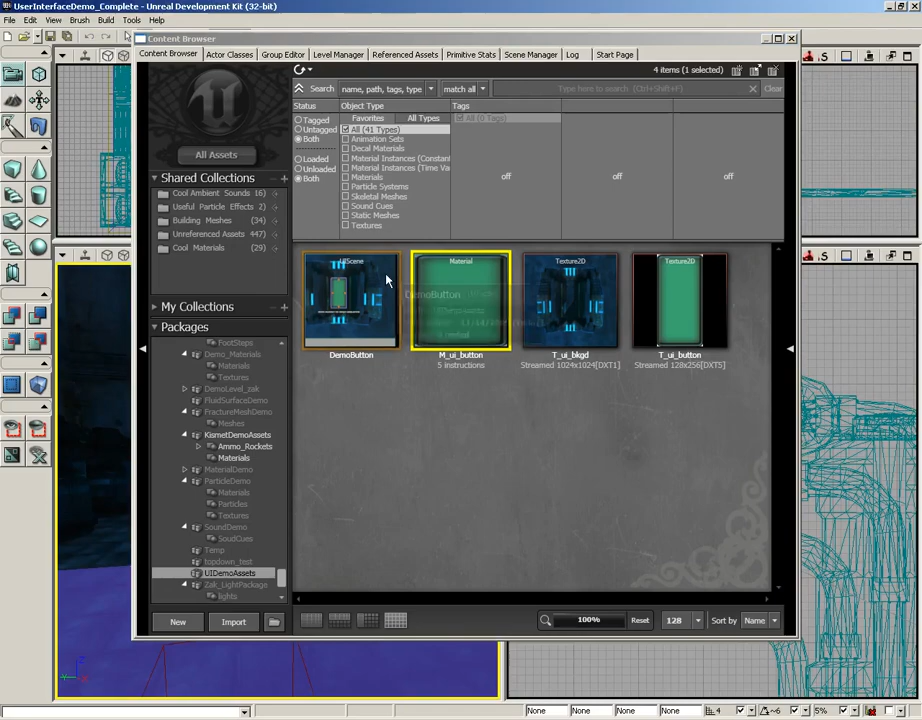 UserInterfaceDemo_Complete - Unreal Development Kit (32-bit)
File Edit View Brush Build Tools Help
Content Browser
Content Browser Actor Classes Group Editor Level Manager Referenced Assets Primitive Stats Scene Manager Log Start Page
4 items (1 selected)
Search name, path, tags, type match all Type here to search (Ctrl+Shift+F) Clear
Status Object Type Tags
Favorites All Types All (0 Tags)
Tagged
Untagged
Both
Loaded
Unloaded
Both
All (41 Types)
Animation Sets
Decal Materials
Material Instances (Constan
Material Instances (Time Va
Materials
Particle Systems
Skeletal Meshes
Sound Cues
Static Meshes
Textures
off off off
All Assets
Shared Collections
Cool Ambient Sounds 16)
Useful Particle Effects 2)
Building Meshes (34)
Unreferenced Assets 447)
Cool Materials (29)
My Collections
Packages
FootSteps
Demo_Materials
Materials
Textures
DemoLevel_zak
FluidSurfaceDemo
FractureMeshDemo
Meshes
KismetDemoAssets
Ammo_Rockets
Materials
MaterialDemo
ParticleDemo
Materials
Particles
Textures
SoundDemo
SoudCues
Temp
topdown_test
UIDemoAssets
Zak_LightPackage
lights
New Import
UIScene Material Texture2D Texture2D
DemoButton
DemoButton M_ui_button T_ui_bkgd T_ui_button
5 instructions Streamed 1024x1024[DXT1] Streamed 128x256[DXT5]
100% Reset 128 Sort by Name
None None None None 4 6 5%